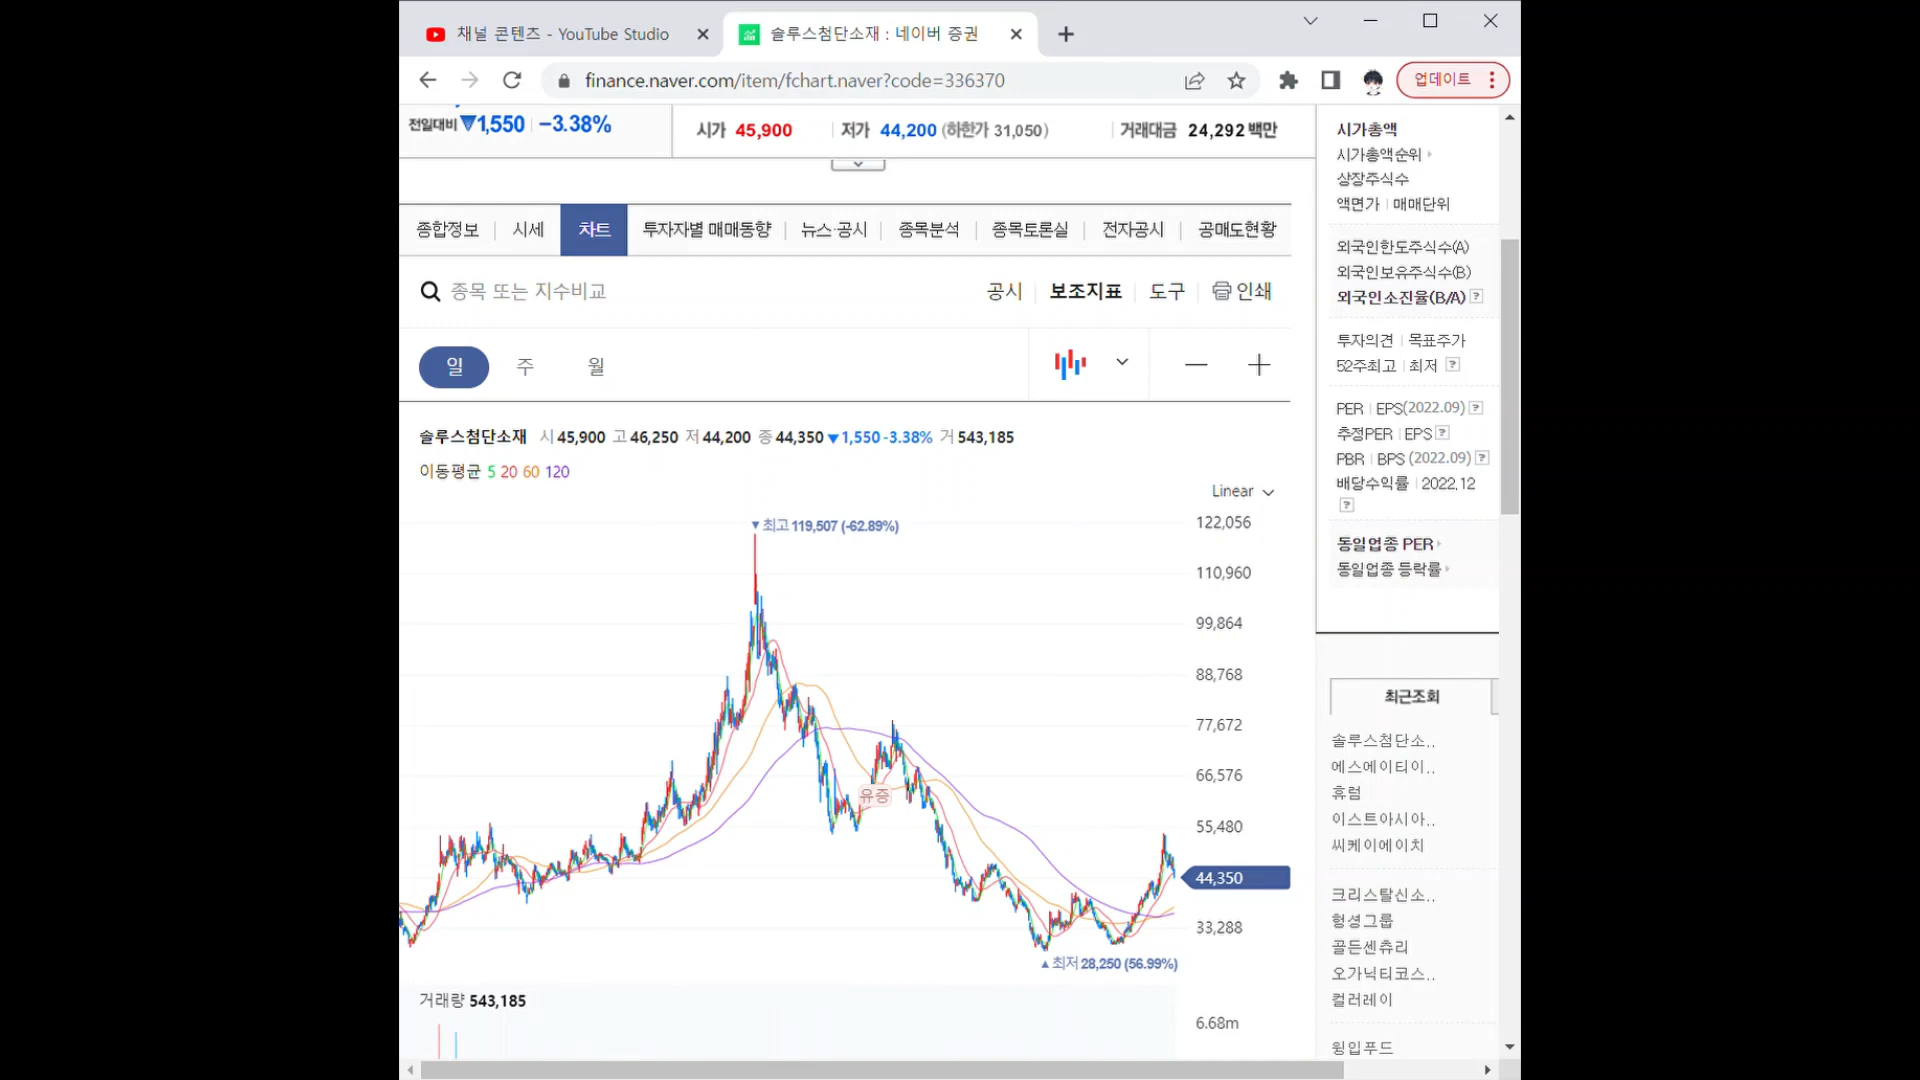 채널 콘텐츠 - YouTube Studio
솔루스첨단소재 : 네이버 증권
finance.naver.com/item/fchart.naver?code=336370
업데이트
전일대비 ▼1,550 −3.38%
시가 45,900
저가 44,200 (하한가 31,050)
거래대금 24,292 백만
종합정보 시세 차트 투자자별 매매동향 뉴스·공시 종목분석 종목토론실 전자공시 공매도현황
종목 또는 지수비교
공시 보조지표 도구 인쇄
일 주 월
솔루스첨단소재 시 45,900 고 46,250 저 44,200 종 44,350 ▼1,550 -3.38% 거 543,185
이동평균 5 20 60 120
Linear
▼최고 119,507 (-62.89%)
122,056
110,960
99,864
88,768
77,672
66,576
유증
55,480
44,350
33,288
▲최저 28,250 (56.99%)
거래량 543,185
6.68m
시가총액
시가총액순위
상장주식수
액면가 매매단위
외국인한도주식수(A)
외국인보유주식수(B)
외국인소진율(B/A) ?
투자의견 목표주가
52주최고 최저 ?
PER EPS(2022.09) ?
추정PER EPS ?
PBR BPS (2022.09) ?
배당수익률 2022.12
?
동일업종 PER
동일업종 등락률
최근조회
솔루스첨단소..
에스에이티이..
휴럼
이스트아시아..
씨케이에이치
크리스탈신소..
헝셩그룹
골든센츄리
오가닉티코스..
컬러레이
윙입푸드